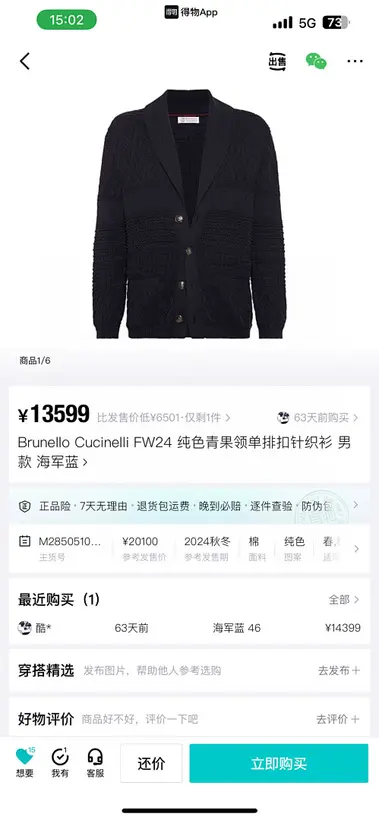 15:02
得物App
5G
73
出售
商品1/6
¥13599 比发售价低¥6501·仅剩1件 >
63天前购买 >
Brunello Cucinelli FW24 纯色青果领单排扣针织衫 男
款 海军蓝 >
正品险 · 7天无理由 · 退货包运费 · 晚到必赔 · 逐件查验 · 防伪
M2850510... ¥20100 2024秋冬 棉 纯色
主货号 参考发售价 参考发售期 面料 图案
最近购买（1） 全部 >
酷* 63天前 海军蓝 46 ¥14399
穿搭精选 发布图片，帮助他人参考选购 去发布+
好物评价 商品好不好，评价一下吧 去评价+
15
1
想要 我有 客服 还价 立即购买